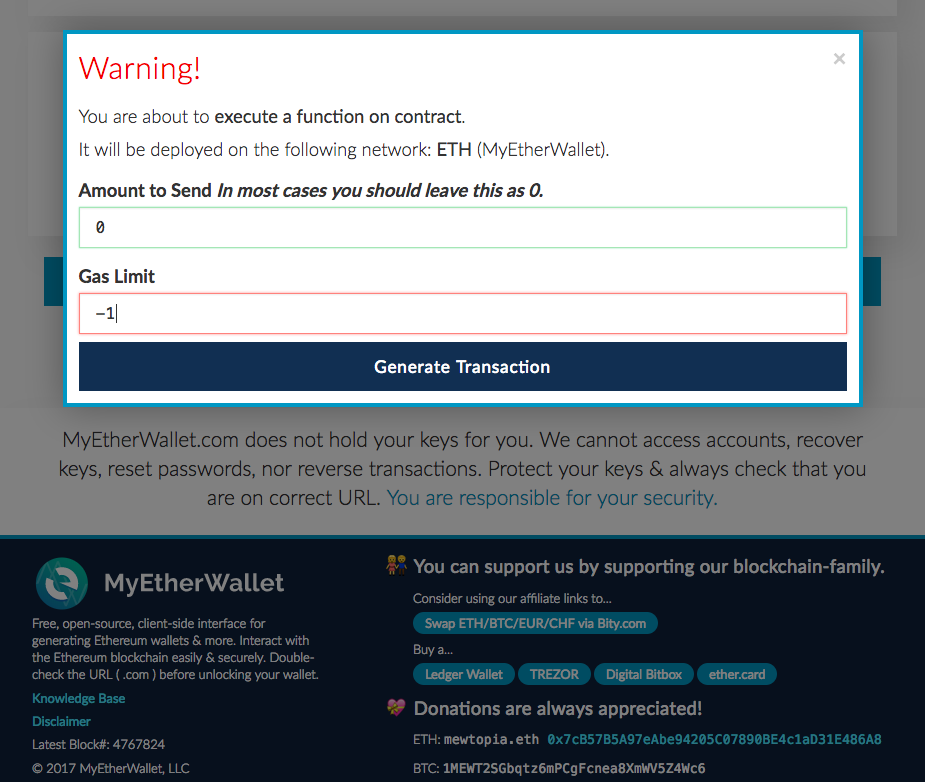 Warning!
×
You are about to execute a function on contract.
It will be deployed on the following network: ETH (MyEtherWallet).
Amount to Send In most cases you should leave this as 0.
0
Gas Limit
−1
Generate Transaction
MyEtherWallet.com does not hold your keys for you. We cannot access accounts, recover
keys, reset passwords, nor reverse transactions. Protect your keys & always check that you
are on correct URL. You are responsible for your security.
MyEtherWallet
Free, open-source, client-side interface for
generating Ethereum wallets & more. Interact with
the Ethereum blockchain easily & securely. Double-
check the URL ( .com ) before unlocking your wallet.
Knowledge Base
Disclaimer
Latest Block#: 4767824
© 2017 MyEtherWallet, LLC
You can support us by supporting our blockchain-family.
Consider using our affiliate links to...
Swap ETH/BTC/EUR/CHF via Bity.com
Buy a...
Ledger Wallet TREZOR Digital Bitbox ether.card
Donations are always appreciated!
ETH: mewtopia.eth 0x7cB57B5A97eAbe94205C07890BE4c1aD31E486A8
BTC: 1MEWT2SGbqtz6mPCgFcnea8XmWV5Z4Wc6